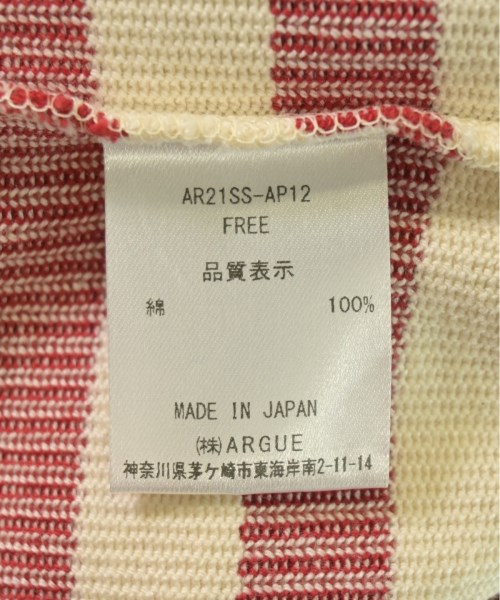 AR21SS-AP12
FREE
品質表示
綿 100%
MADE IN JAPAN
(株)ARGUE
神奈川県茅ケ崎市東海岸南2-11-14